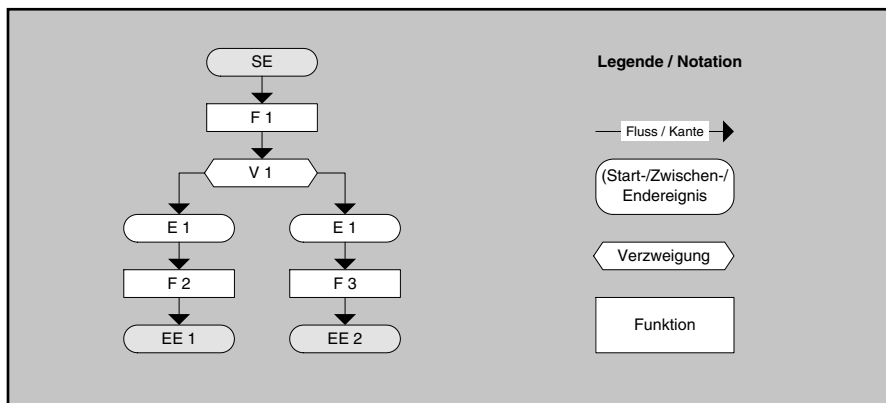 SE
F 1
V 1
E 1
E 1
F 2
F 3
EE 1
EE 2
Legende / Notation
Fluss / Kante
(Start-/Zwischen-/
Endereignis
Verzweigung
Funktion